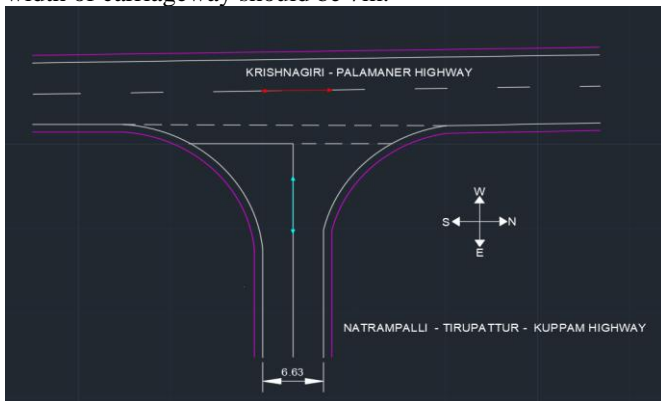 width of carriageway should be 7m.
KRISHNAGIRI - PALAMANER HIGHWAY
W
S N
E
NATRAMPALLI - TIRUPATTUR - KUPPAM HIGHWAY
6.63